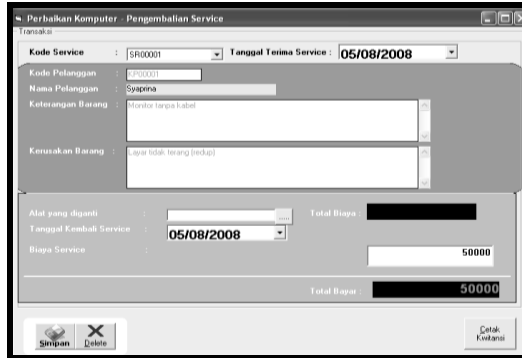 Perbaikan Komputer - Pengembalian Service
Transaksi
Kode Service : SR00001 Tanggal Terima Service : 05/08/2008
Kode Pelanggan : KP00001
Nama Pelanggan : Syaprina
Keterangan Barang : Monitor tanpa kabel
Kerusakan Barang : Layar tidak terang (redup)
Alat yang diganti : ..... Total Biaya :
Tanggal Kembali Service : 05/08/2008
Biaya Service : 50000
Total Bayar : 50000
Simpan Delete Cetak
Kwitansi